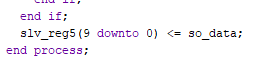 end if;
slv_reg5(9 downto 0) <= so_data;
end process;